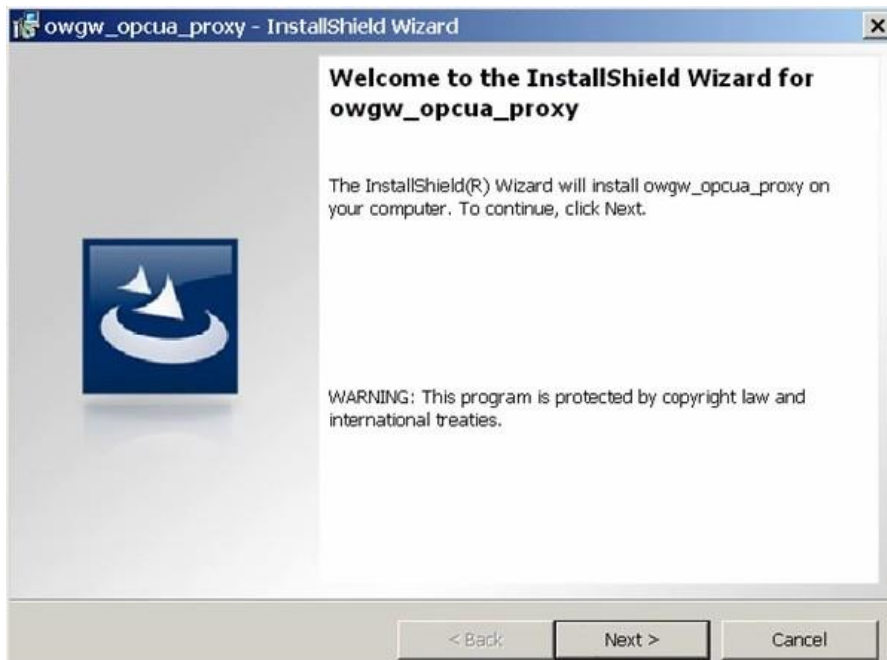 owgw_opcua_proxy - InstallShield Wizard
Welcome to the InstallShield Wizard for
owgw_opcua_proxy
The InstallShield(R) Wizard will install owgw_opcua_proxy on
your computer. To continue, click Next.
WARNING: This program is protected by copyright law and
international treaties.
< Back
Next >
Cancel